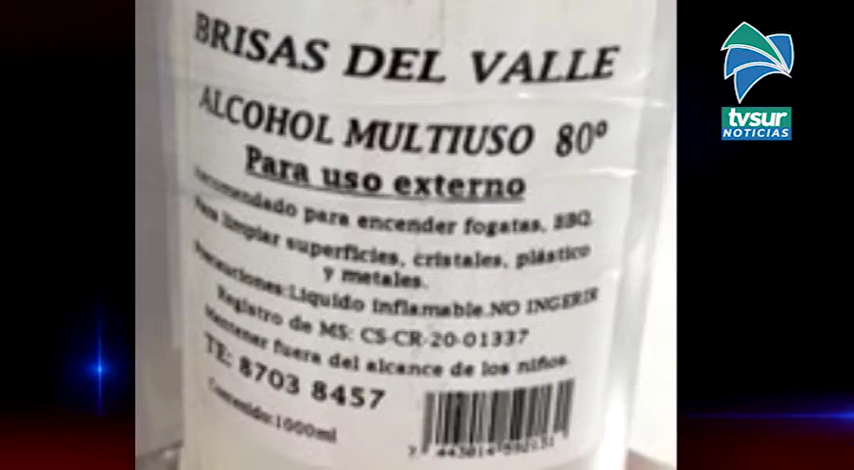 BRISAS DEL VALLE
tvsur
NOTICIAS
ALCOHOL MULTIUSO 80º
Para uso externo
Recomendado para encender fogatas, BBQ
Para limpiar superficies, cristales, plástico
y metales.
Precauciones:Liquido inflamable.NO INGERIR
Registro de MS: CS-CR-20-01337
Mantener fuera del alcance de los niños.
TE: 8703 8457
Contenido:1000ml